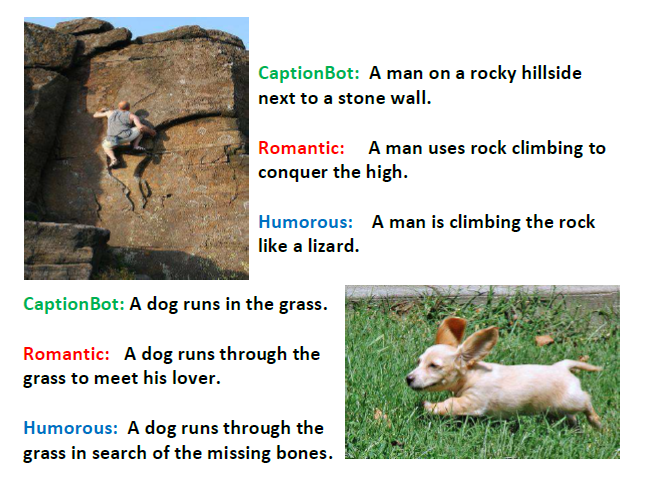 CaptionBot: A man on a rocky hillside
next to a stone wall.
Romantic: A man uses rock climbing to
conquer the high.
Humorous: A man is climbing the rock
like a lizard.
CaptionBot: A dog runs in the grass.
Romantic: A dog runs through the
grass to meet his lover.
Humorous: A dog runs through the
grass in search of the missing bones.